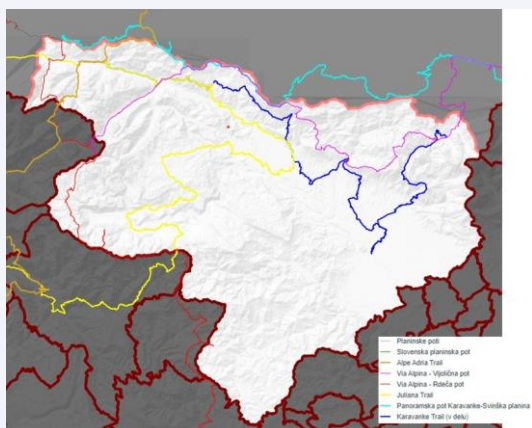 Planinske poti
Slovenska planinska pot
Alpe Adria Trail
Via Alpina - Vijolična pot
Via Alpina - Rdeča pot
Juliana Trail
Panoramska pot Karavanke-Svinška planina
Karavanke Trail (v delu)